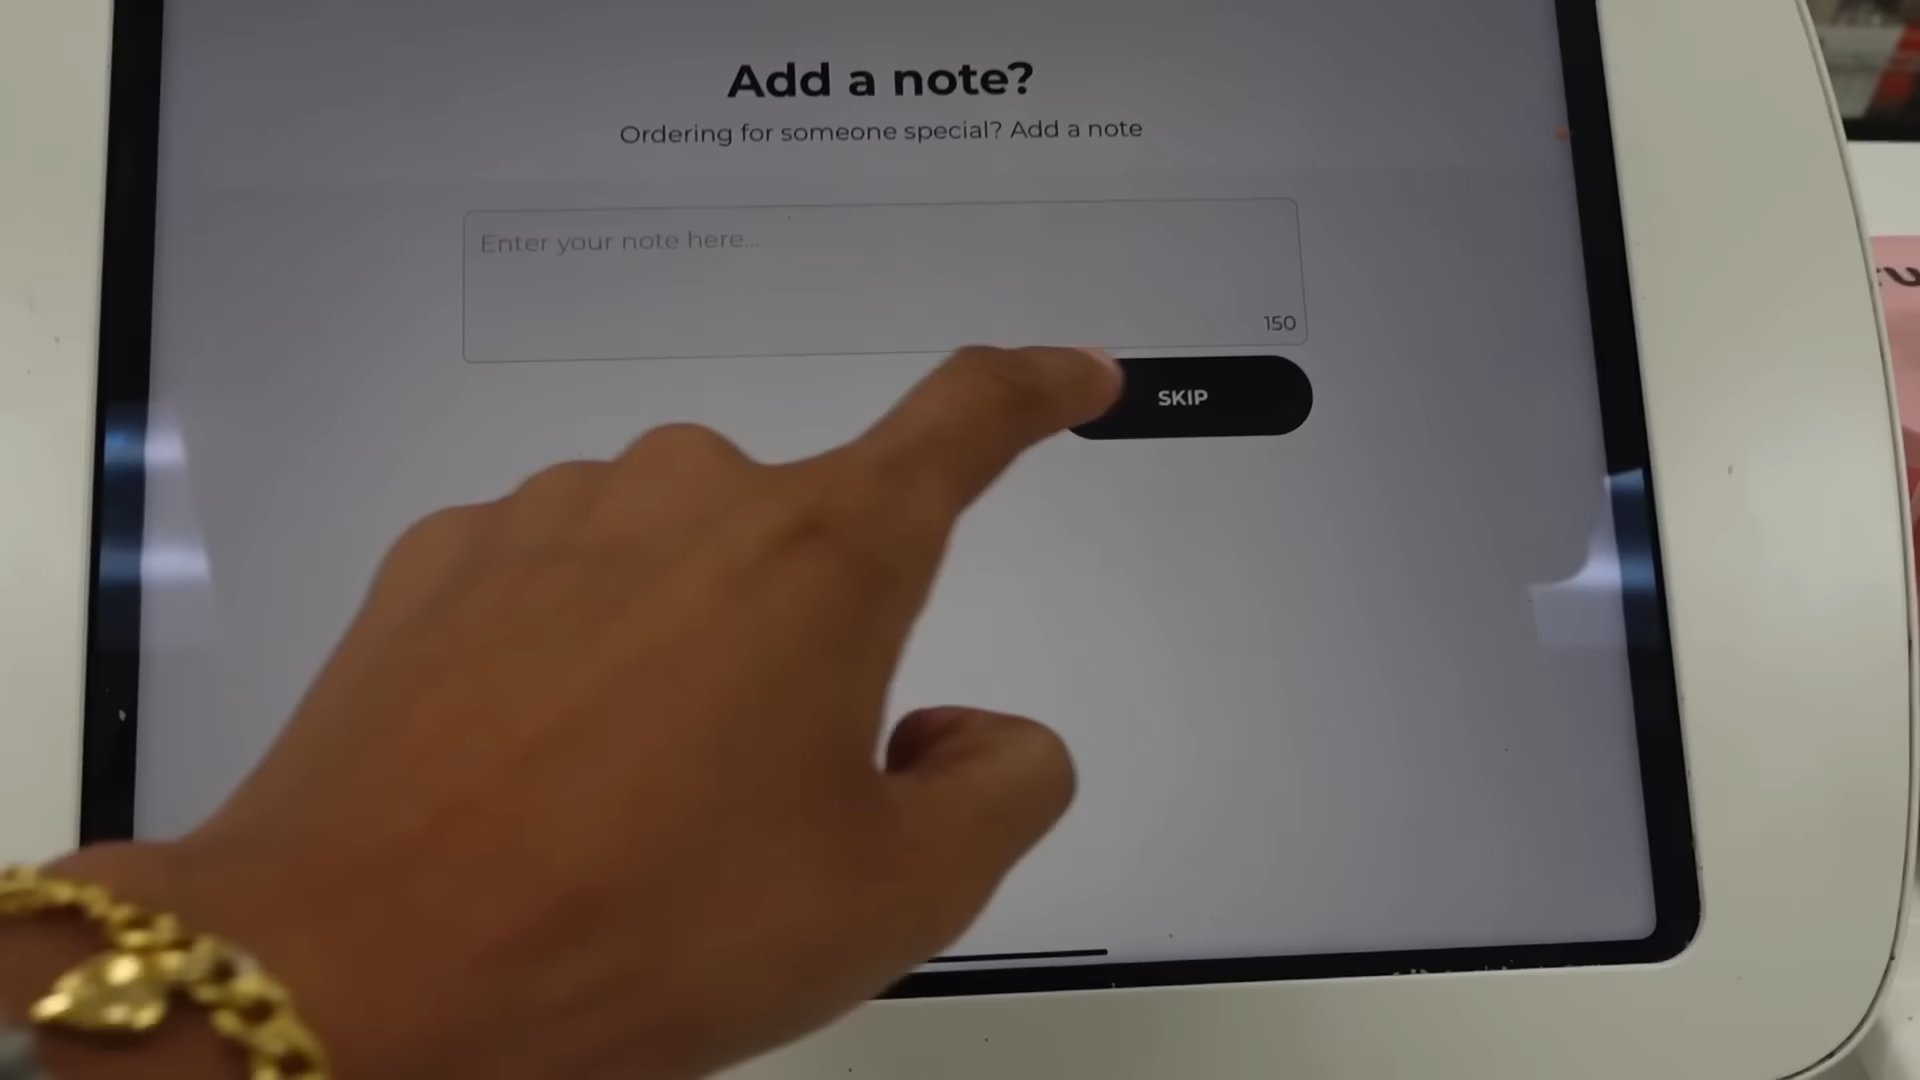 Add a note?
Ordering for someone special? Add a note
Enter your note here...
150
SKIP